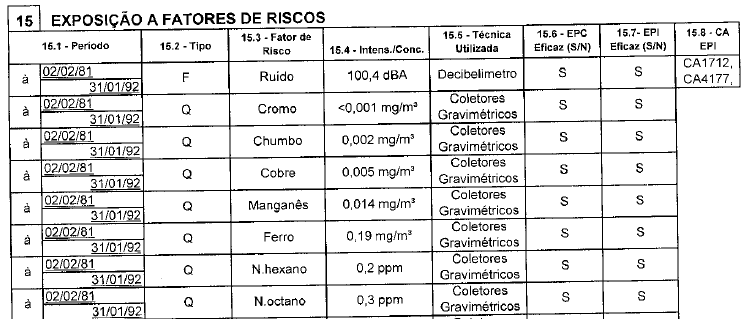 15 EXPOSIÇÃO A FATORES DE RISCOS
15.1 - Período 15.2 - Tipo 15.3 - Fator de Risco 15.4 - Intens./Conc. 15.5 - Técnica Utilizada 15.6 - EPC Eficaz (S/N) 15.7- EPI Eficaz (S/N) 15.8 - CA EPI
à 02/02/81 31/01/92 F Ruído 100,4 dBA Decibelimetro S S CA1712, CA4177,
à 02/02/81 31/01/92 Q Cromo <0,001 mg/m³ Coletores Gravimétricos S S
à 02/02/81 31/01/92 Q Chumbo 0,002 mg/m³ Coletores Gravimétricos S S
à 02/02/81 31/01/92 Q Cobre 0,005 mg/m³ Coletores Gravimétricos S S
à 02/02/81 31/01/92 Q Manganês 0,014 mg/m³ Coletores Gravimétricos S S
à 02/02/81 31/01/92 Q Ferro 0,19 mg/m³ Coletores Gravimétricos S S
à 02/02/81 31/01/92 Q N.hexano 0,2 ppm Coletores Gravimétricos S S
à 02/02/81 31/01/92 Q N.octano 0,3 ppm Coletores Gravimétricos S S